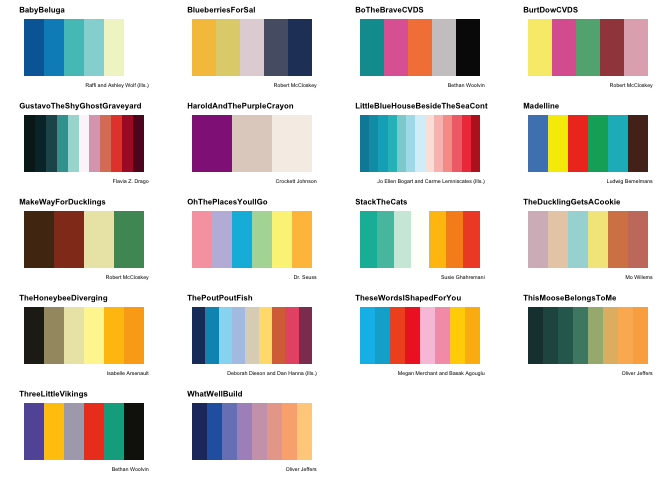 BabyBeluga
BlueberriesForSal
BoTheBraveCVDS
BurtDowCVDS
Raffi and Ashley Wolf (Ills.)
Robert McCloskey
Bethan Woolvin
Robert McCloskey
GustavoTheShyGhostGraveyard
HaroldAndThePurpleCrayon
LittleBlueHouseBesideTheSeaCont
Madelline
Flavia Z. Drago
Crockett Johnson
Jo Ellen Bogart and Carme Lemniscates (Ills.)
Ludwig Bemelmans
MakeWayForDucklings
OhThePlacesYoullGo
StackTheCats
TheDucklingGetsACookie
Robert McCloskey
Dr. Seuss
Susie Ghahremani
Mo Willems
TheHoneybeeDiverging
ThePoutPoutFish
TheseWordsIShapedForYou
ThisMooseBelongsToMe
Isabelle Arsenault
Deborah Dieson and Dan Hanna (Ills.)
Megan Merchant and Basak Agouglu
Oliver Jeffers
ThreeLittleVikings
WhatWellBuild
Bethan Woolvin
Oliver Jeffers